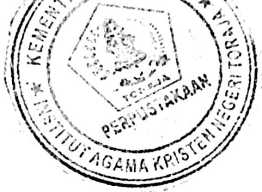 KEMENT
INSTITUT AGAMA KRISTEN NEGERI TORAJA
PERPUSTAKAAN